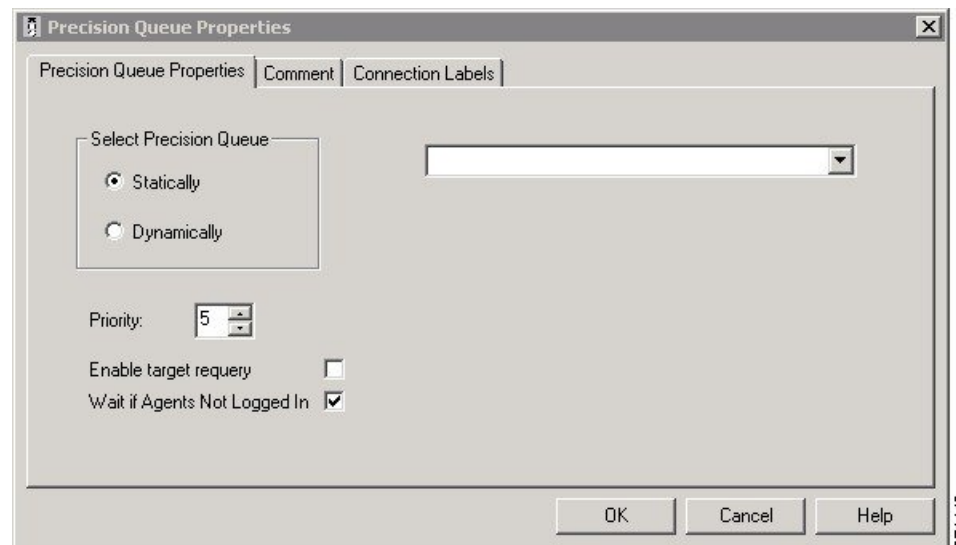 Precision Queue Properties
Precision Queue Properties Comment Connection Labels
Select Precision Queue
Statically
Dynamically
Priority: 5
Enable target requery
Wait if Agents Not Logged In
OK Cancel Help